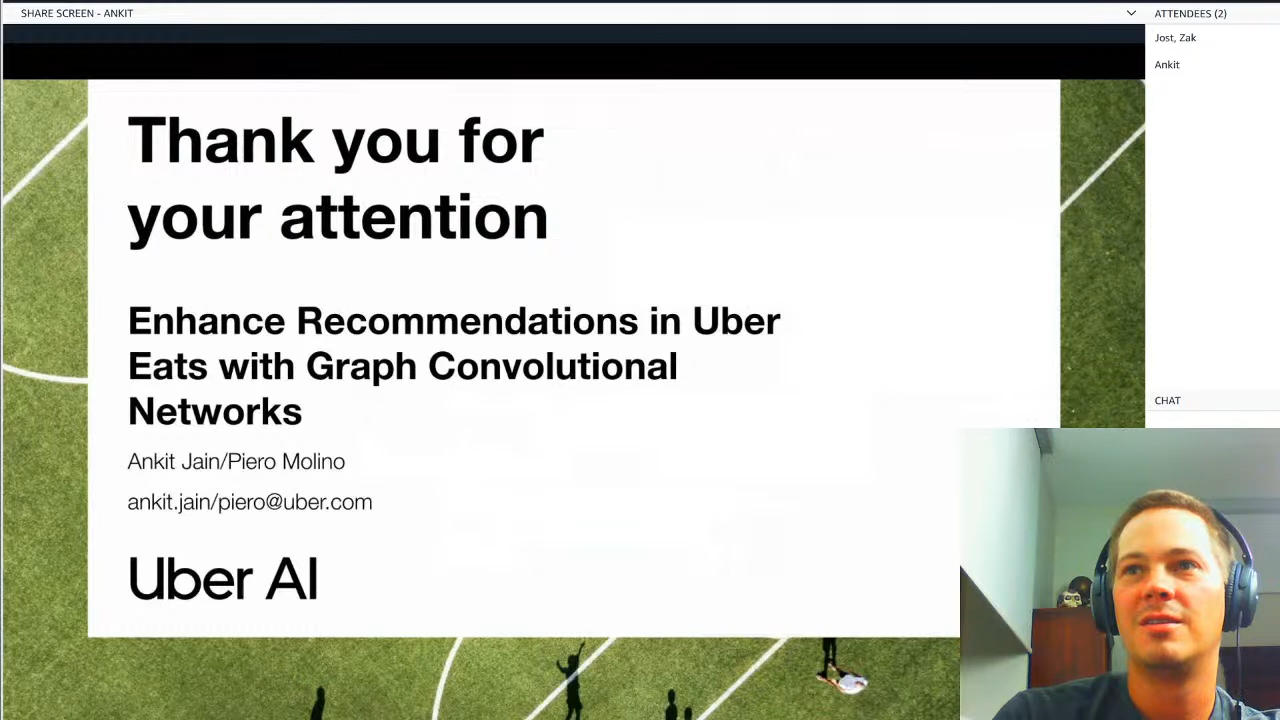 SHARE SCREEN - ANKIT
ATTENDEES (2)
Jost, Zak
Ankit
Thank you for
your attention
Enhance Recommendations in Uber
Eats with Graph Convolutional
Networks
Ankit Jain/Piero Molino
ankit.jain/piero@uber.com
Uber AI
CHAT